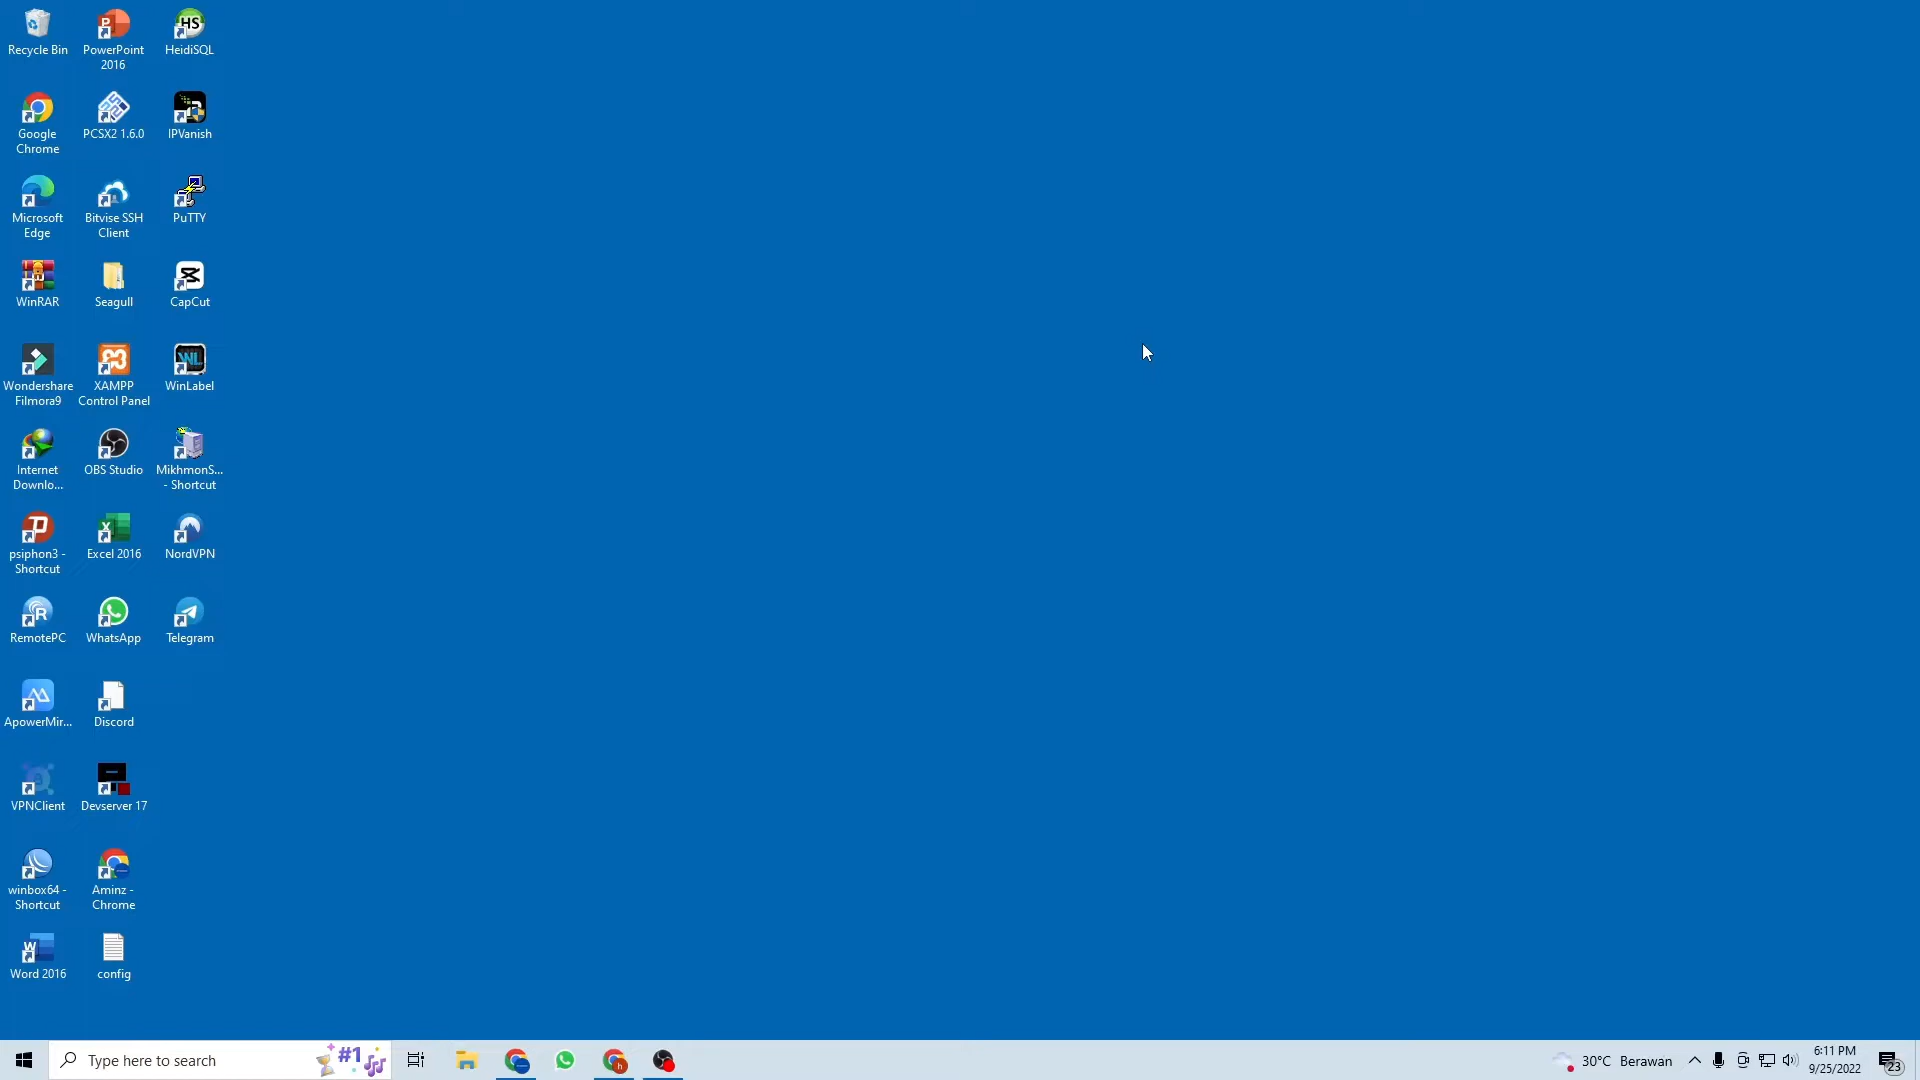 Recycle Bin
PowerPoint
2016
HeidiSQL
Google
Chrome
PCSX2 1.6.0
IPVanish
Microsoft
Edge
Bitvise SSH
Client
PuTTY
WinRAR
Seagull
CapCut
Wondershare
Filmora9
XAMPP
Control Panel
WinLabel
Internet
Downlo...
OBS Studio
MikhmonS...
- Shortcut
psiphon3 -
Shortcut
Excel 2016
NordVPN
RemotePC
WhatsApp
Telegram
ApowerMir...
Discord
VPNClient
Devserver 17
winbox64 -
Shortcut
Aminz -
Chrome
Word 2016
config
Type here to search
#1
30°C Berawan
6:11 PM
9/25/2022
23